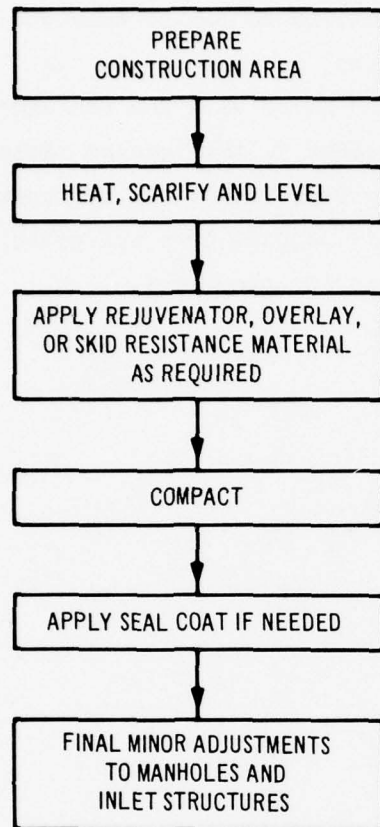 PREPARE
CONSTRUCTION AREA
HEAT, SCARIFY AND LEVEL
APPLY REJUVENATOR, OVERLAY,
OR SKID RESISTANCE MATERIAL
AS REQUIRED
COMPACT
APPLY SEAL COAT IF NEEDED
FINAL MINOR ADJUSTMENTS
TO MANHOLES AND
INLET STRUCTURES